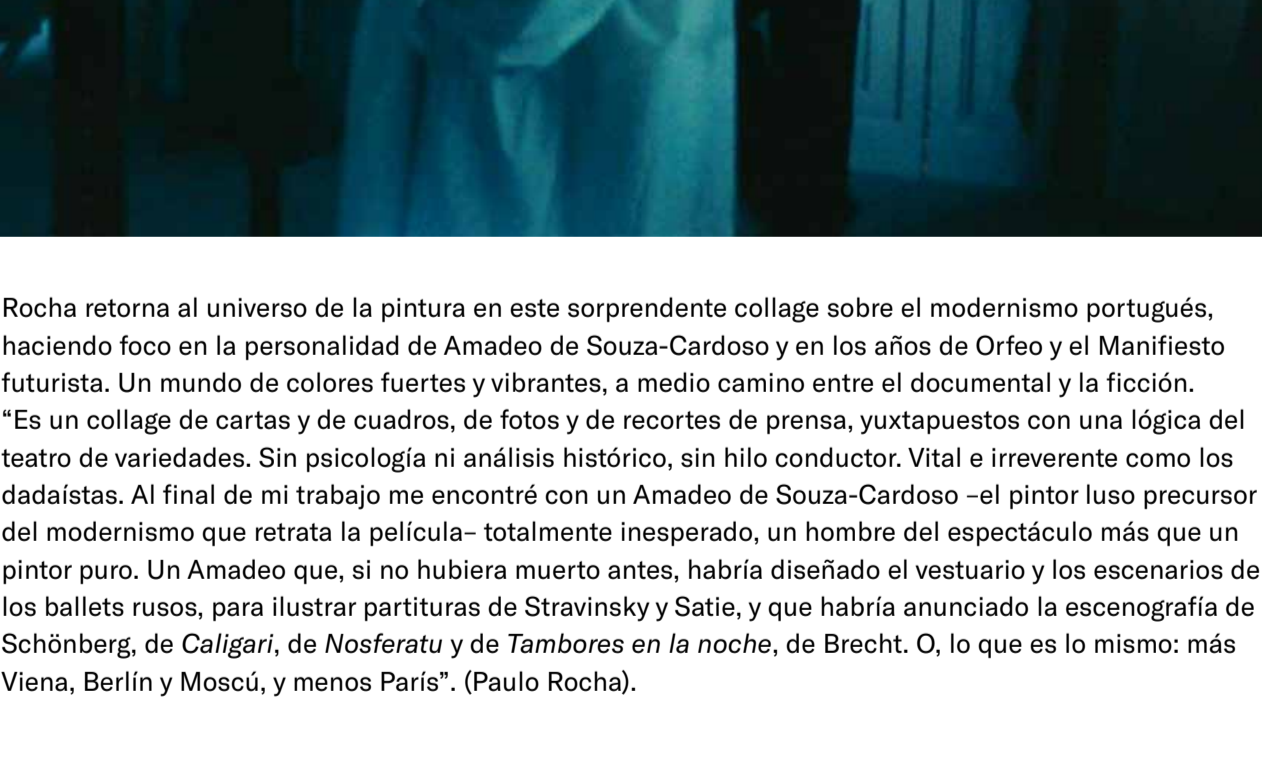 Rocha retorna al universo de la pintura en este sorprendente collage sobre el modernismo portugués,
haciendo foco en la personalidad de Amadeo de Souza-Cardoso y en los años de Orfeo y el Manifiesto
futurista. Un mundo de colores fuertes y vibrantes, a medio camino entre el documental y la ficción.
“Es un collage de cartas y de cuadros, de fotos y de recortes de prensa, yuxtapuestos con una lógica del
teatro de variedades. Sin psicología ni análisis histórico, sin hilo conductor. Vital e irreverente como los
dadaístas. Al final de mi trabajo me encontré con un Amadeo de Souza-Cardoso –el pintor luso precursor
del modernismo que retrata la película– totalmente inesperado, un hombre del espectáculo más que un
pintor puro. Un Amadeo que, si no hubiera muerto antes, habría diseñado el vestuario y los escenarios de
los ballets rusos, para ilustrar partituras de Stravinsky y Satie, y que habría anunciado la escenografía de
Schönberg, de Caligari, de Nosferatu y de Tambores en la noche, de Brecht. O, lo que es lo mismo: más
Viena, Berlín y Moscú, y menos París”. (Paulo Rocha).